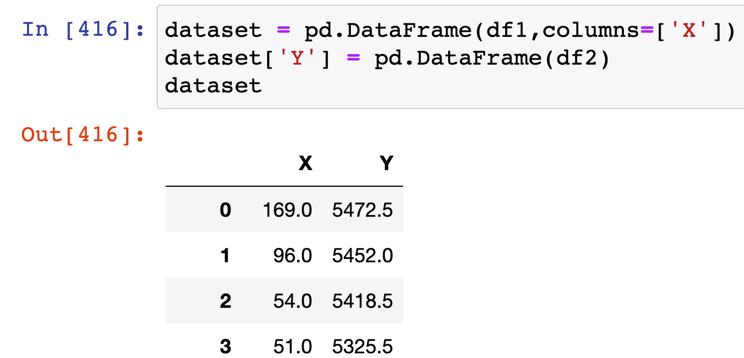 In [416]: dataset = pd.DataFrame(df1,columns=['X'])
dataset['Y'] = pd.DataFrame(df2)
dataset
Out[416]:
X Y
0 169.0 5472.5
1 96.0 5452.0
2 54.0 5418.5
3 51.0 5325.5